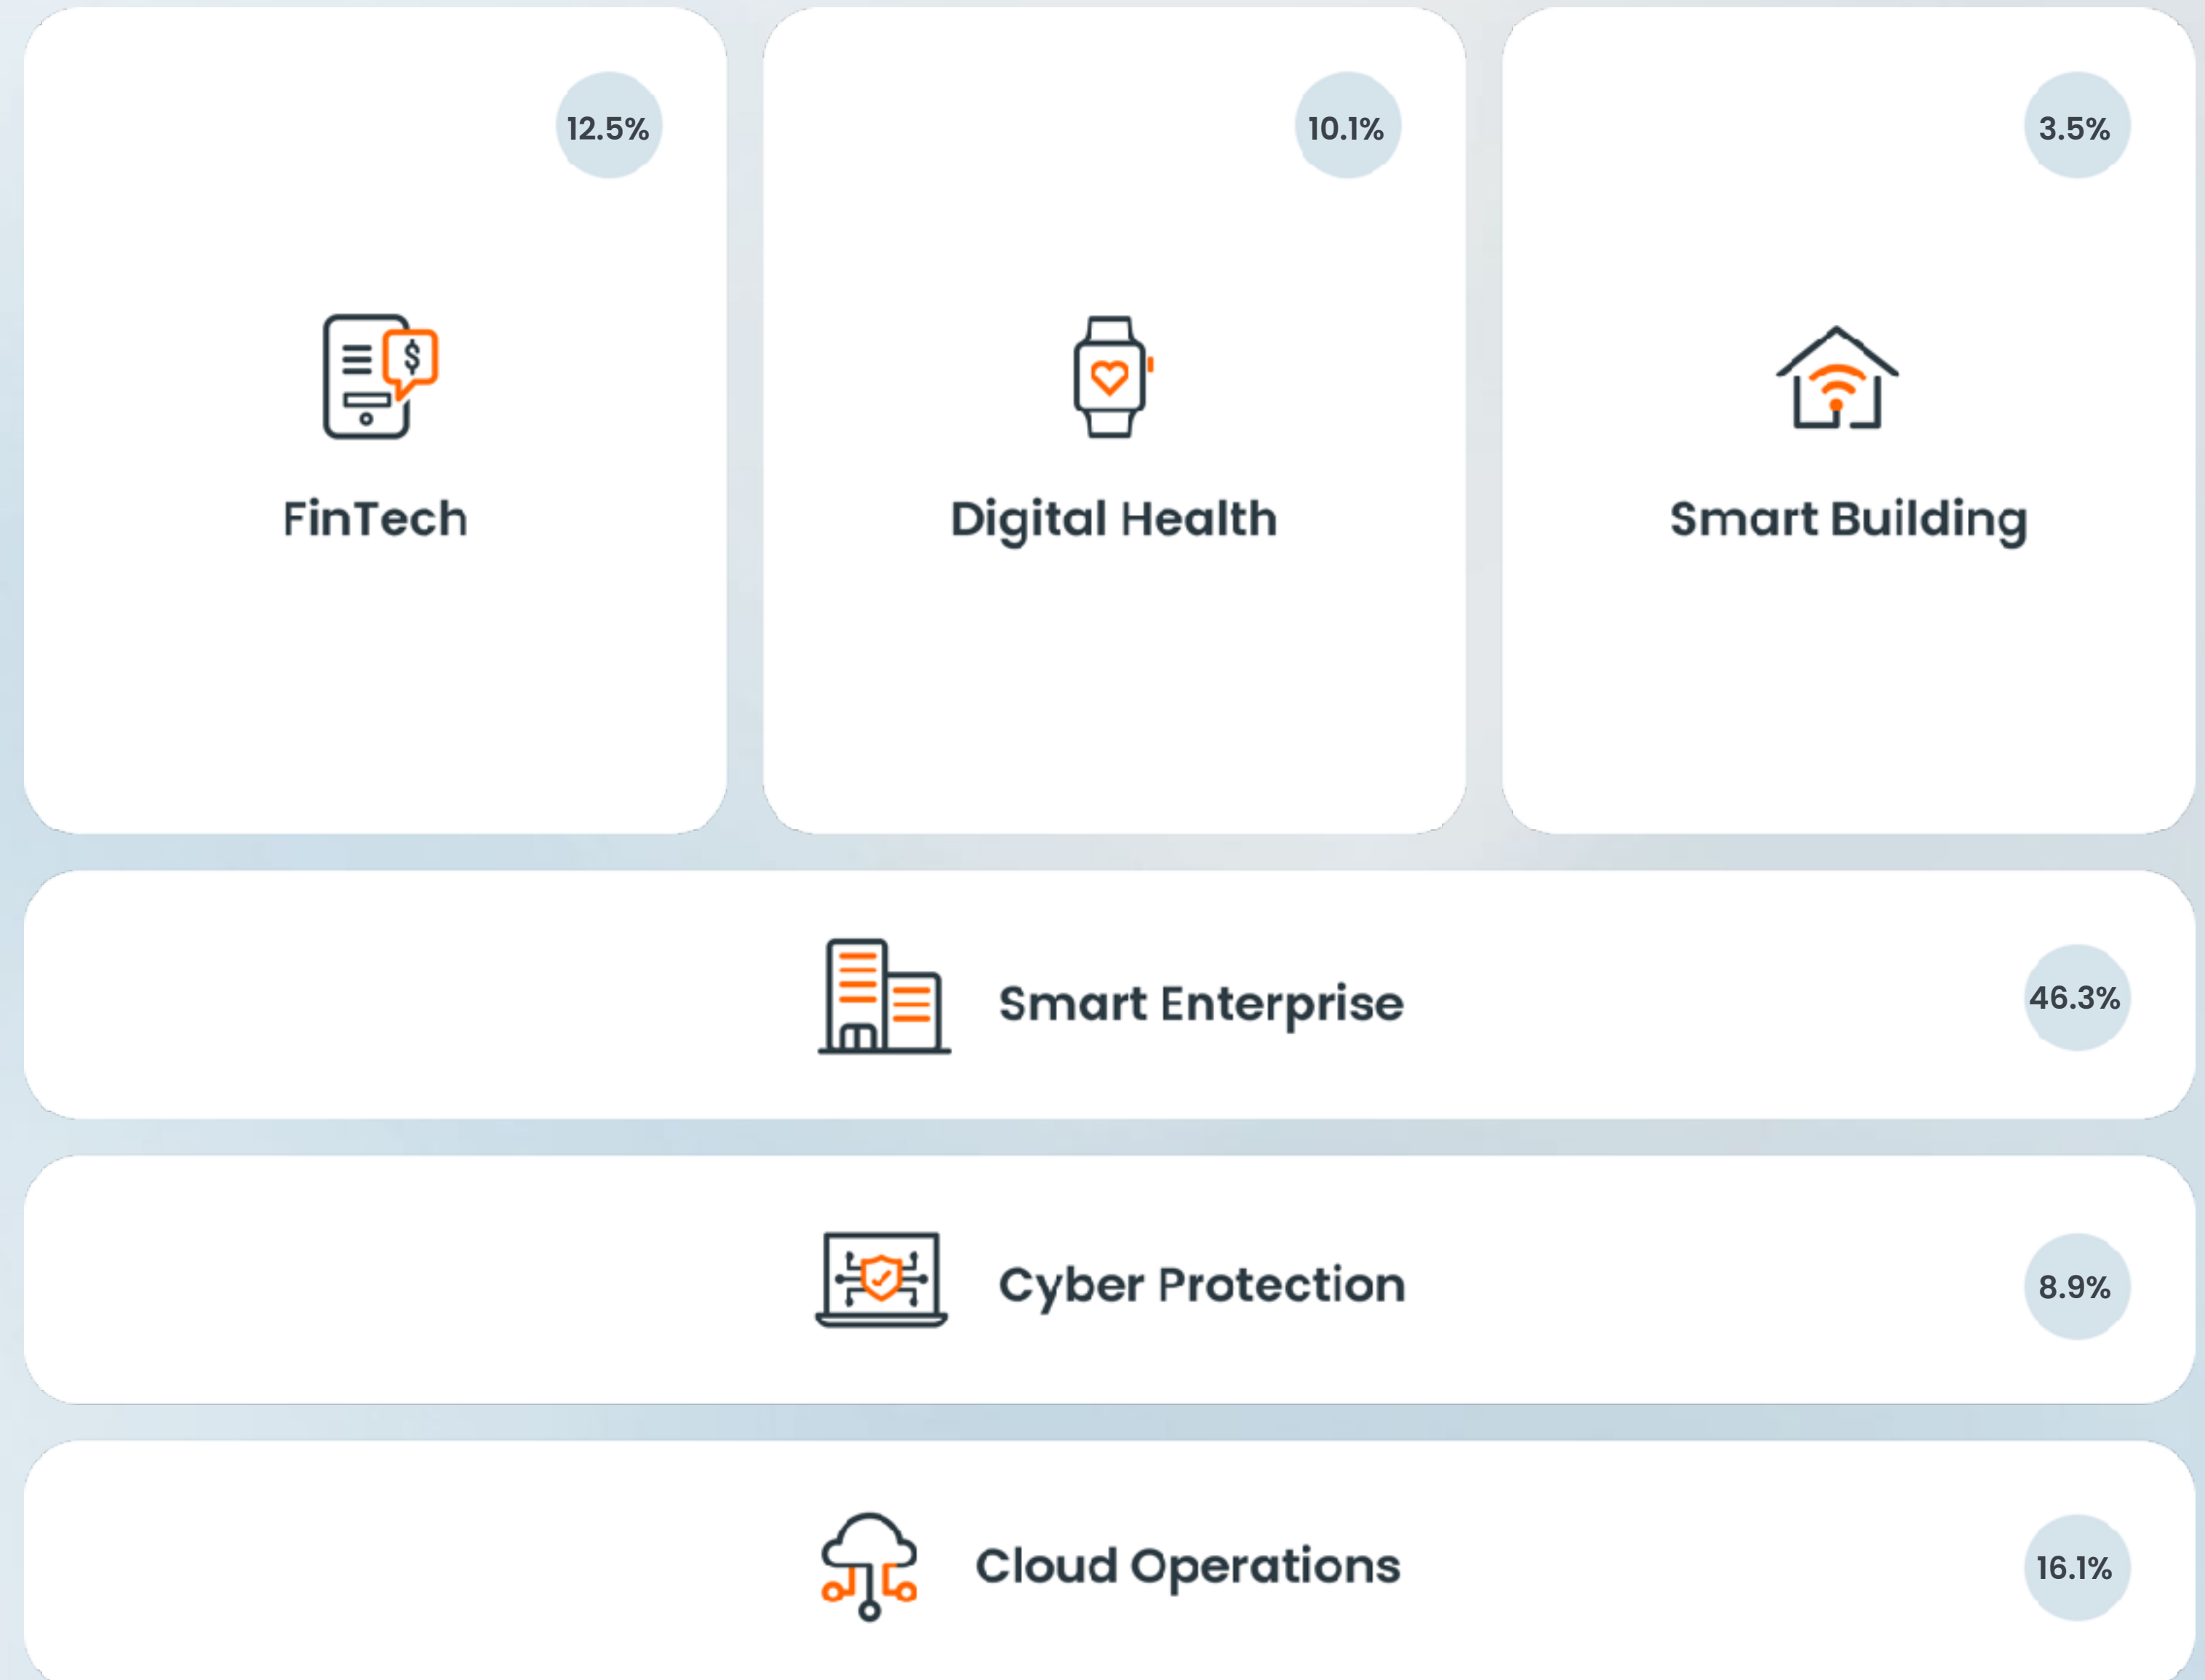 12.5%
FinTech
10.1%
Digital Health
3.5%
Smart Building
Smart Enterprise
46.3%
Cyber Protection
8.9%
Cloud Operations
16.1%